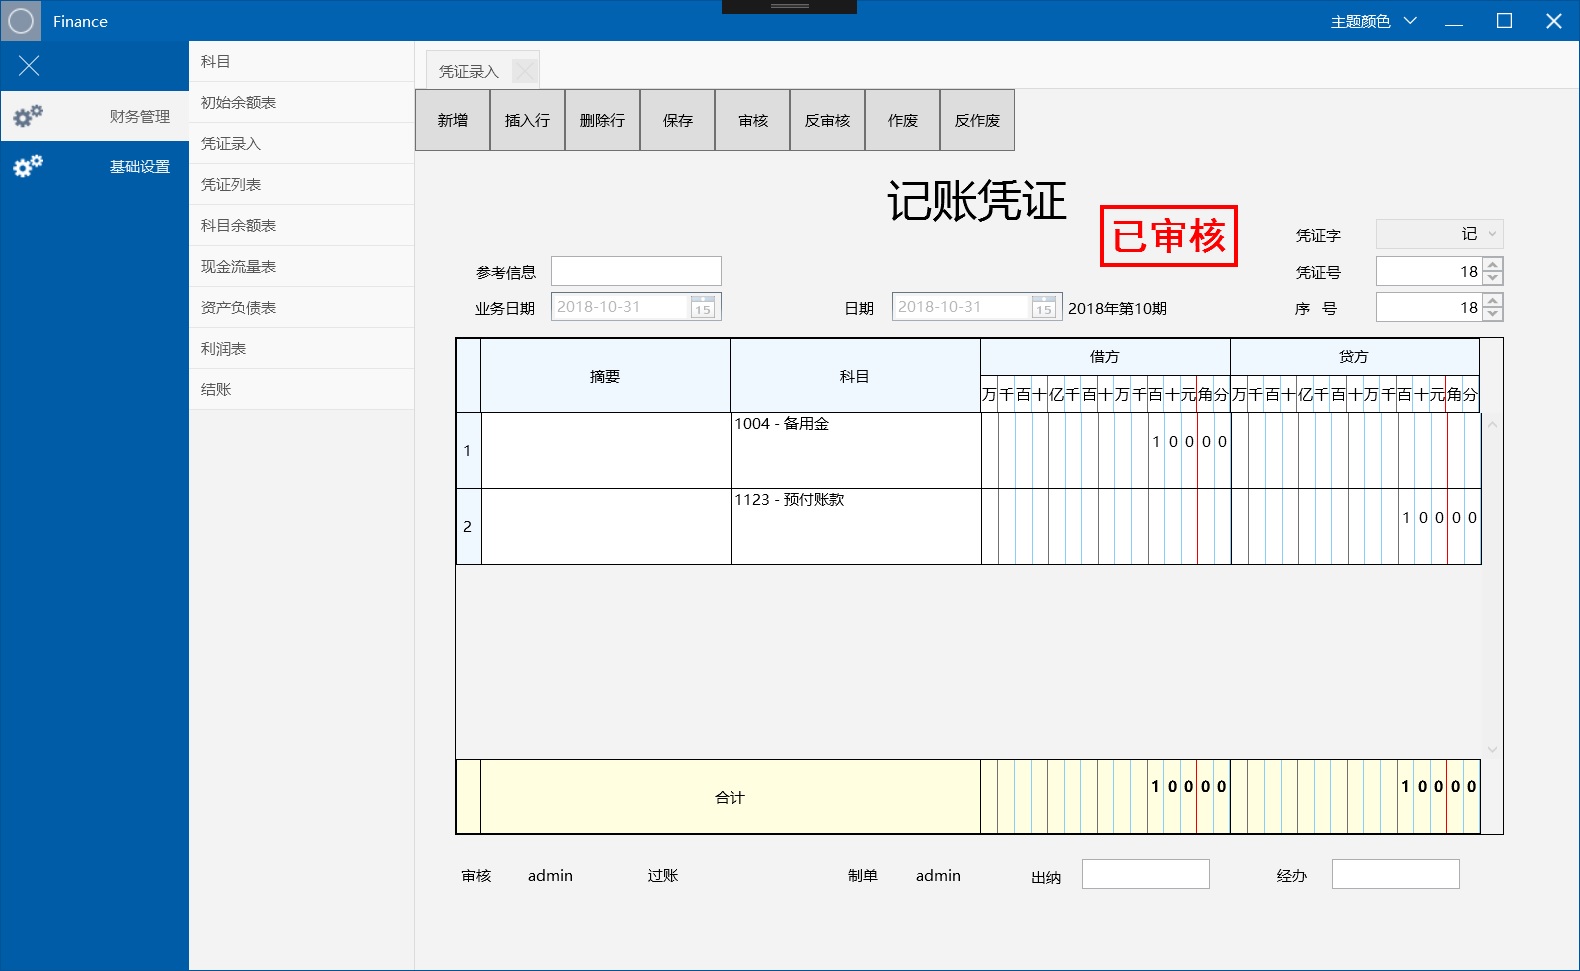 Finance
主题颜色
财务管理
基础设置
科目
初始余额表
凭证录入
凭证列表
科目余额表
现金流量表
资产负债表
利润表
结账
凭证录入
新增 插入行 删除行 保存 审核 反审核 作废 反作废
记账凭证
已审核
凭证字 记
参考信息 凭证号 18
业务日期 2018-10-31 15 日期 2018-10-31 15 2018年第10期 序 号 18
摘要 科目 借方 贷方
万千百十亿千百十万千百十元角分 万千百十亿千百十万千百十元角分
1 1004 - 备用金 1 0 0 0 0
2 1123 - 预付账款 1 0 0 0 0
合计 1 0 0 0 0 1 0 0 0 0
审核 admin 过账 制单 admin 出纳 经办